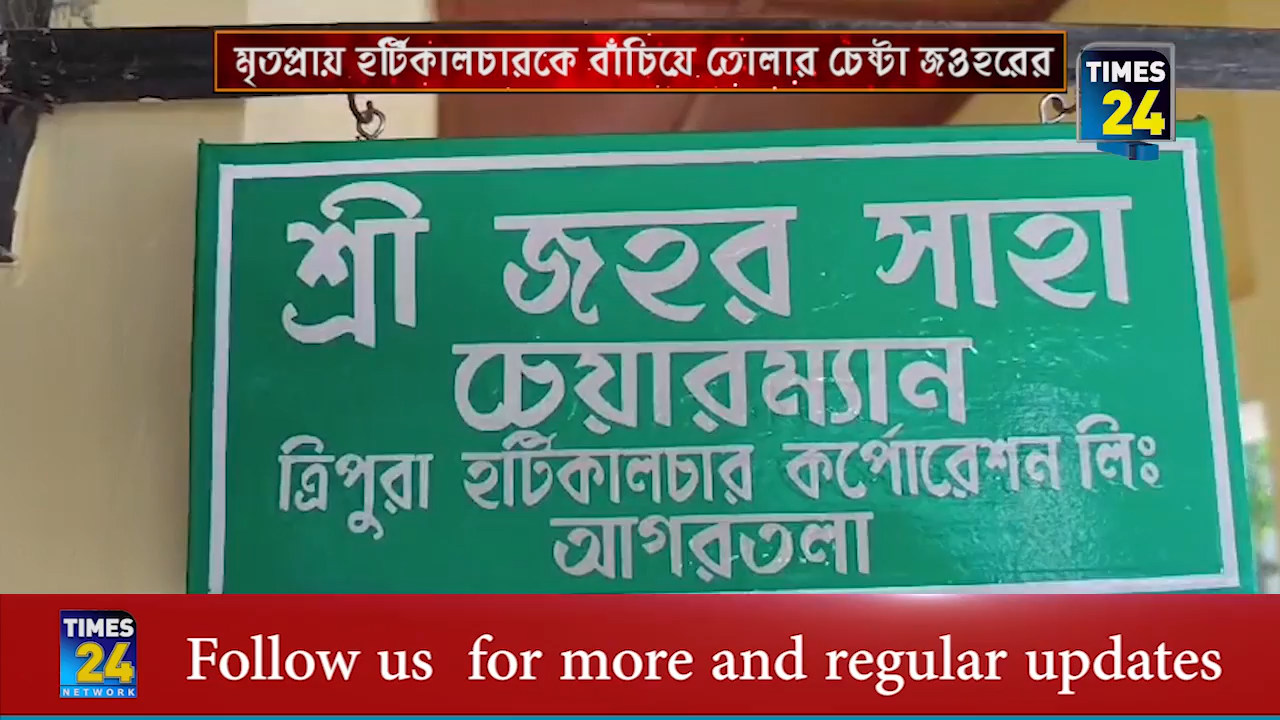 মৃতপ্রায় হর্টিকালচারকে বাঁচিয়ে তোলার চেষ্টা জওহরের
TIMES
24
শ্রী জহর সাহা
চেয়ারম্যান
ত্রিপুরা হর্টিকালচার কর্পোরেশন লিঃ
আগরতলা
TIMES
24
NETWORK
Follow us for more and regular updates